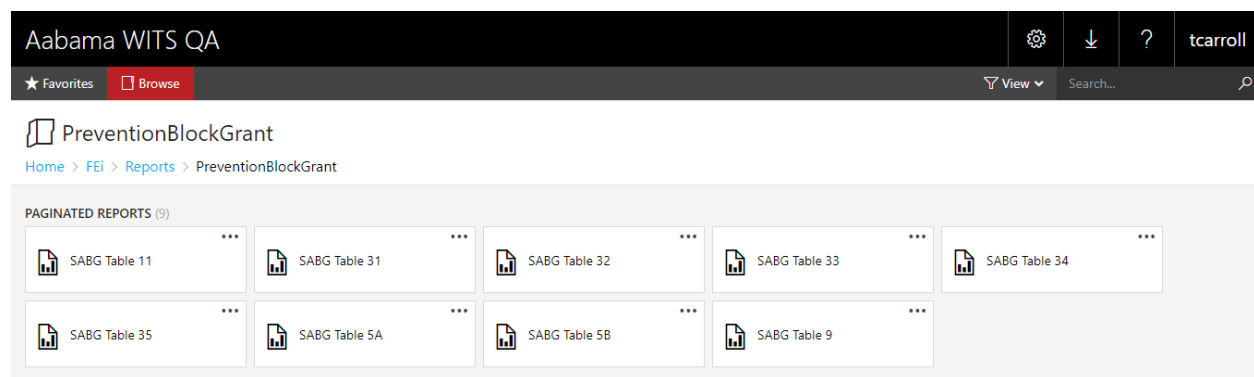 Aabama WITS QA
? tcarroll
Favorites Browse View Search...
PreventionBlockGrant
Home > FEi > Reports > PreventionBlockGrant
PAGINATED REPORTS (9)
SABG Table 11 SABG Table 31 SABG Table 32 SABG Table 33 SABG Table 34
SABG Table 35 SABG Table 5A SABG Table 5B SABG Table 9